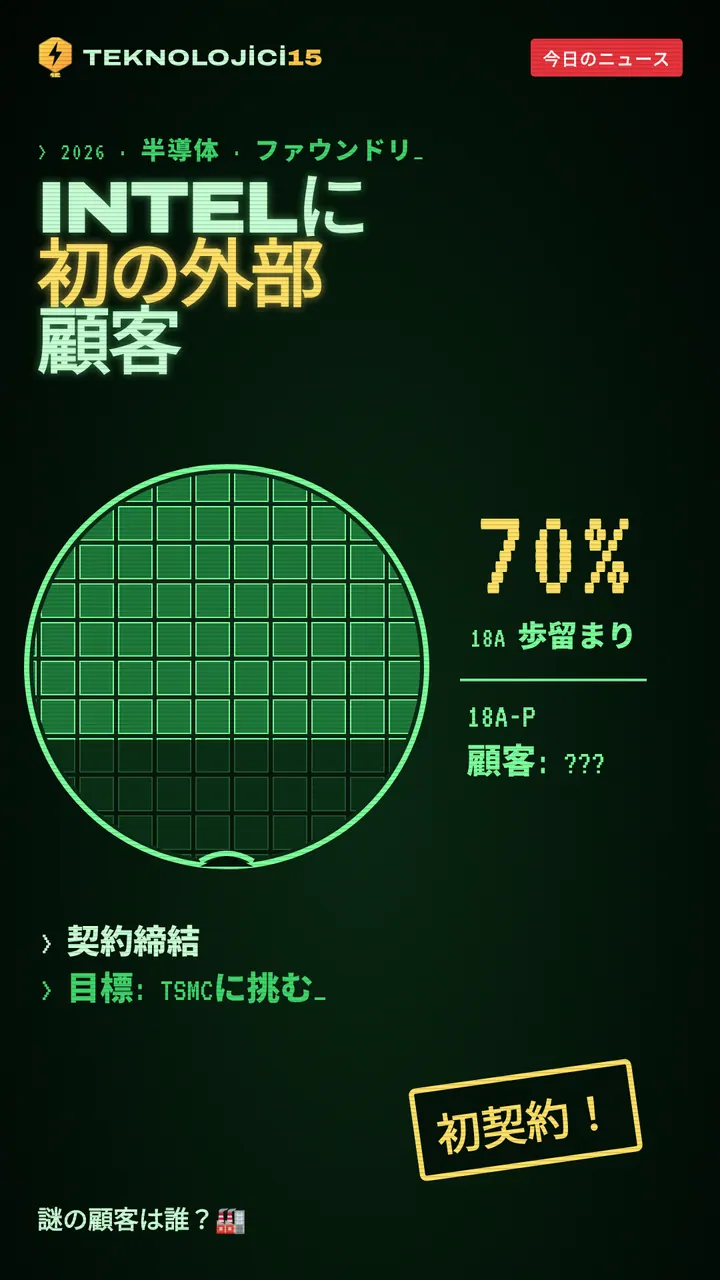 TEKNOLOJİCİ15
今日のニュース
〉 2026 · 半導体 · ファウンドリ_
INTELに
初の外部
顧客
70%
18A 歩留まり
18A-P
顧客: ???
〉 契約締結
〉 目標: TSMCに挑む_
初契約！
謎の顧客は誰？🏭